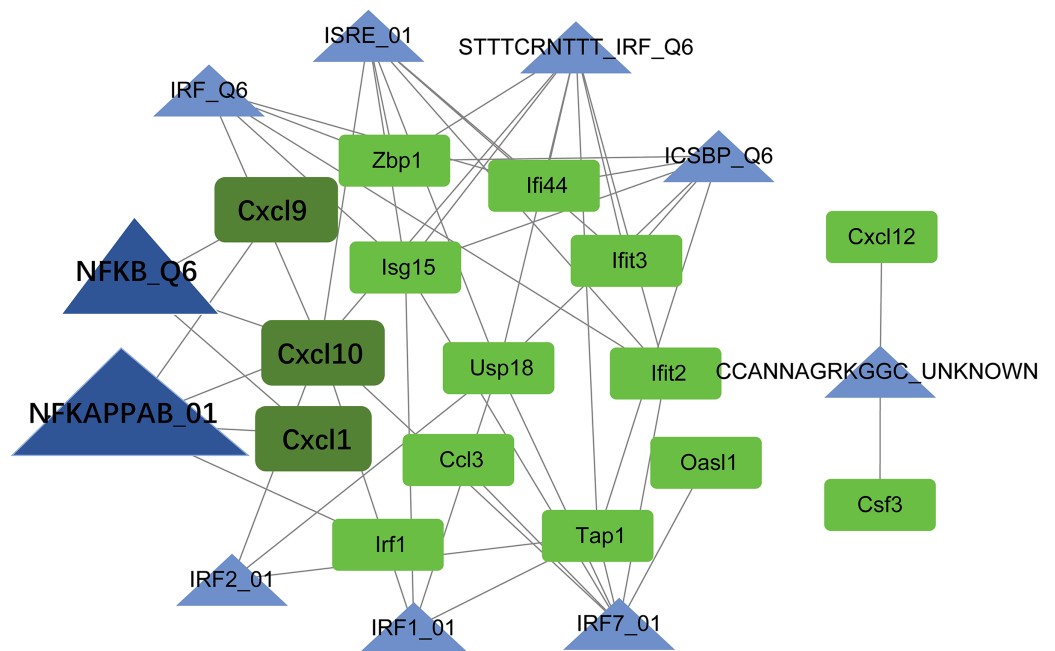 ISRE_01
STTTCRNTTT_IRF_Q6
IRF_Q6
Zbp1
ICSBP_Q6
Ifi44
Cxcl9
Cxcl12
Isg15
Ifit3
NFKB_Q6
Cxcl10
Usp18
Ifit2
CCANNAGRKGGC_UNKNOWN
NFKAPPAB_01
Cxcl1
Ccl3
Oasl1
Csf3
Irf1
Tap1
IRF2_01
IRF1_01
IRF7_01